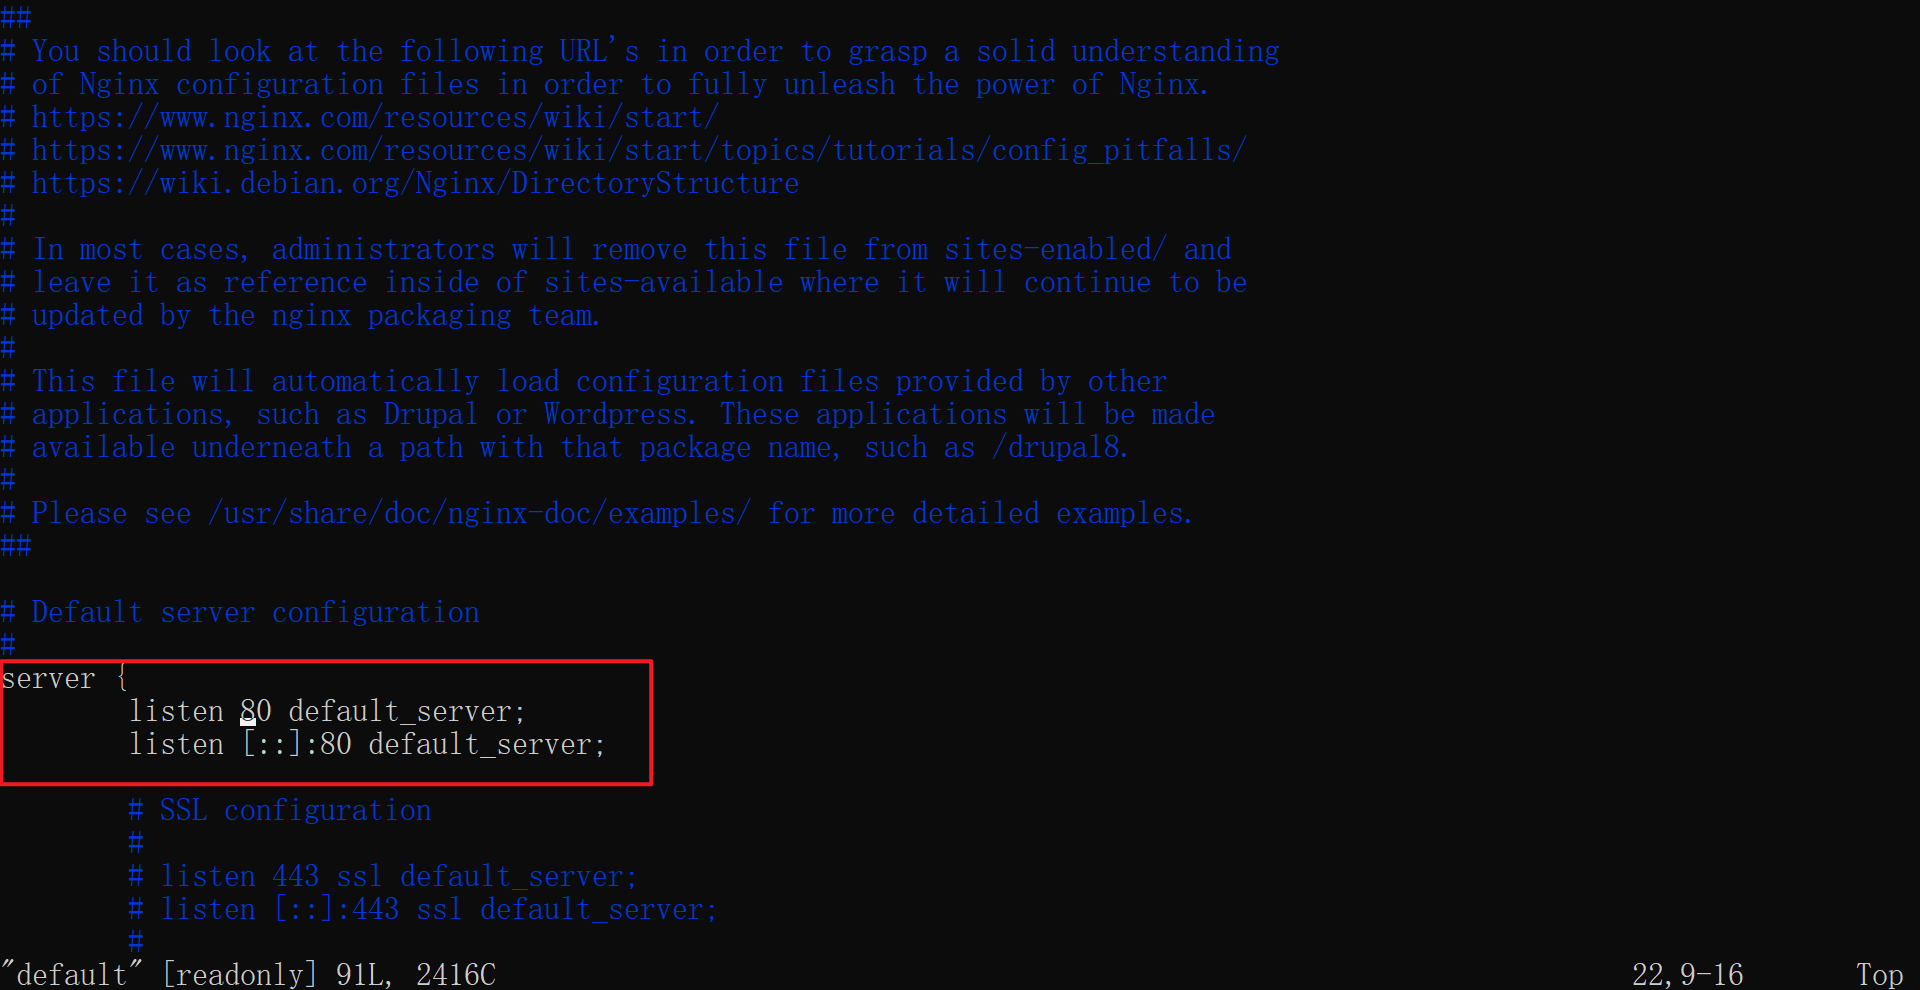 ##
# You should look at the following URL's in order to grasp a solid understanding
# of Nginx configuration files in order to fully unleash the power of Nginx.
# https://www.nginx.com/resources/wiki/start/
# https://www.nginx.com/resources/wiki/start/topics/tutorials/config_pitfalls/
# https://wiki.debian.org/Nginx/DirectoryStructure
#
# In most cases, administrators will remove this file from sites-enabled/ and
# leave it as reference inside of sites-available where it will continue to be
# updated by the nginx packaging team.
#
# This file will automatically load configuration files provided by other
# applications, such as Drupal or Wordpress. These applications will be made
# available underneath a path with that package name, such as /drupal8.
#
# Please see /usr/share/doc/nginx-doc/examples/ for more detailed examples.
##

# Default server configuration
#
server {
        listen 80 default_server;
        listen [::]:80 default_server;

        # SSL configuration
        #
        # listen 443 ssl default_server;
        # listen [::]:443 ssl default_server;
        #
"default" [readonly] 91L, 2416C 22,9-16 Top